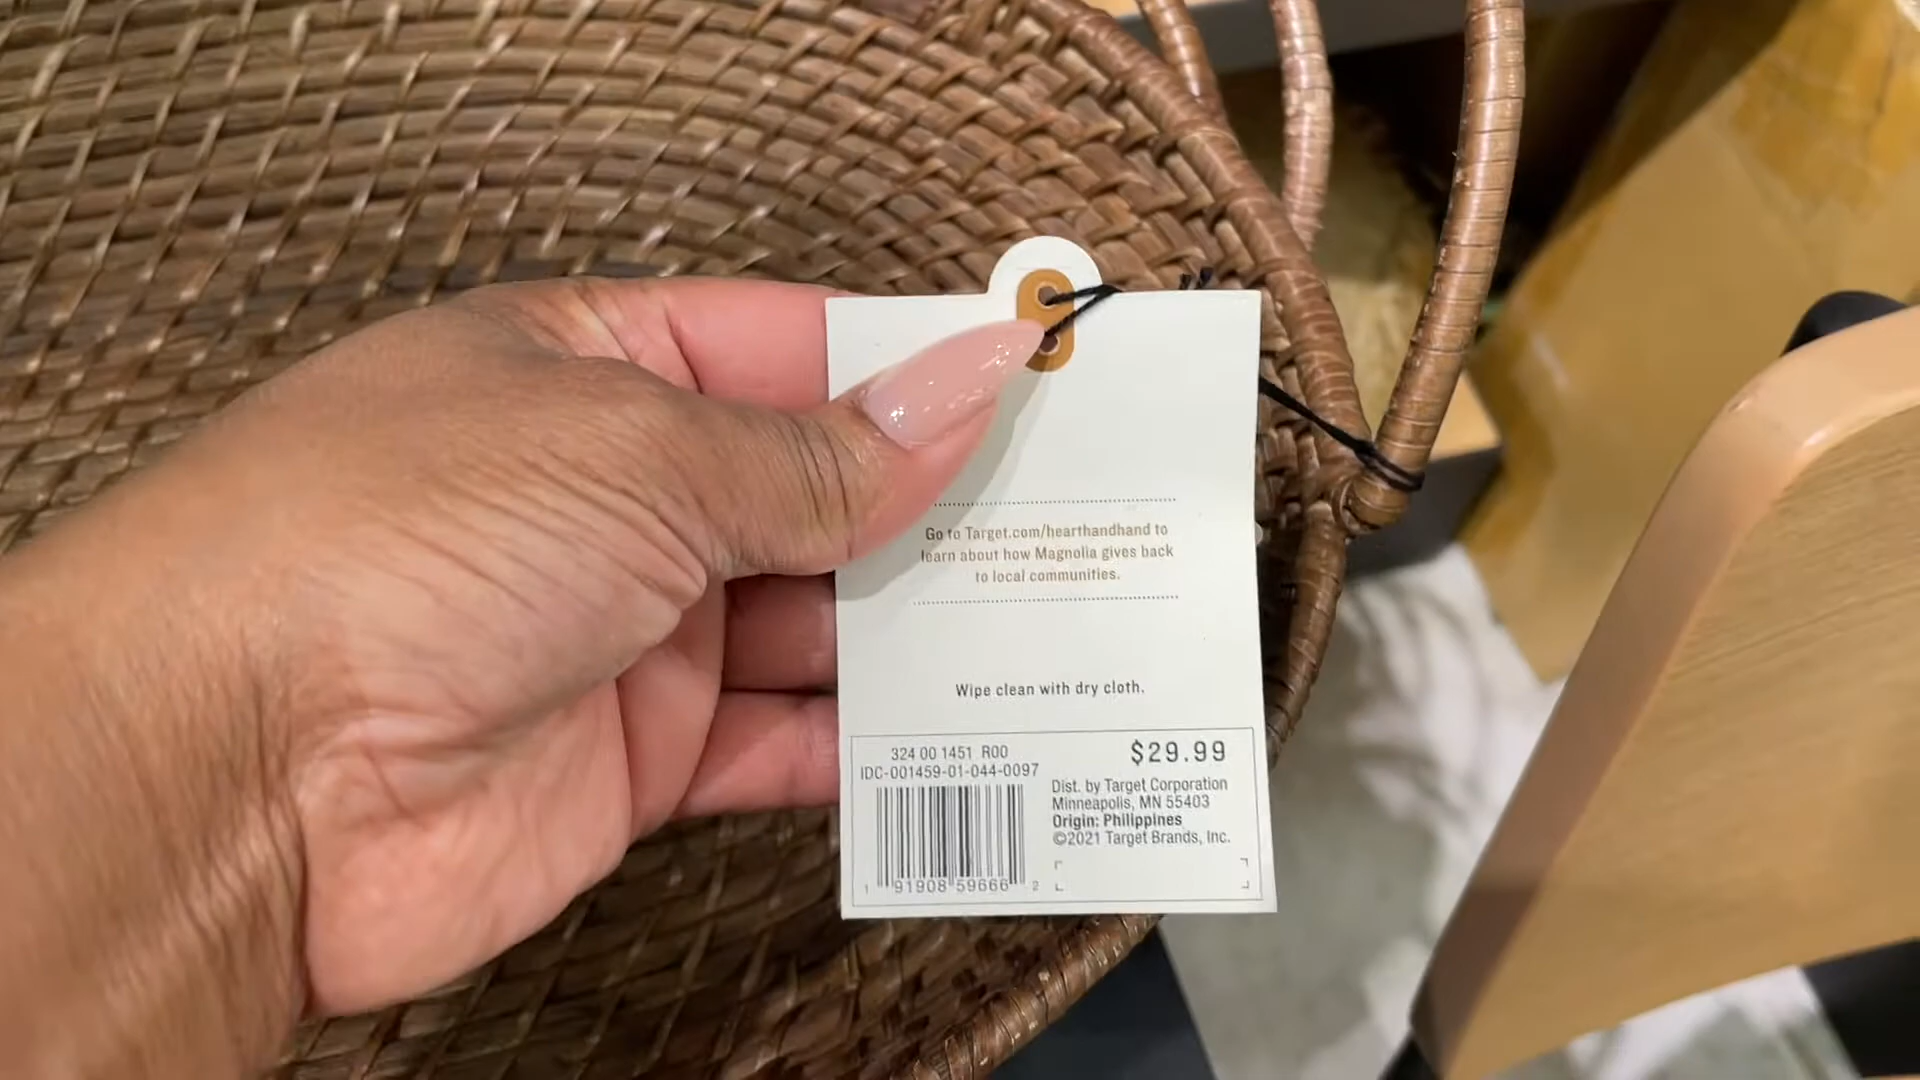 Go to Target.com/hearthandhand to
learn about how Magnolia gives back
to local communities.
Wipe clean with dry cloth.
324 00 1451 R00
IDC-001459-01-044-0097
$29.99
Dist. by Target Corporation
Minneapolis, MN 55403
Origin: Philippines
©2021 Target Brands, Inc.
1 91908 59666 2